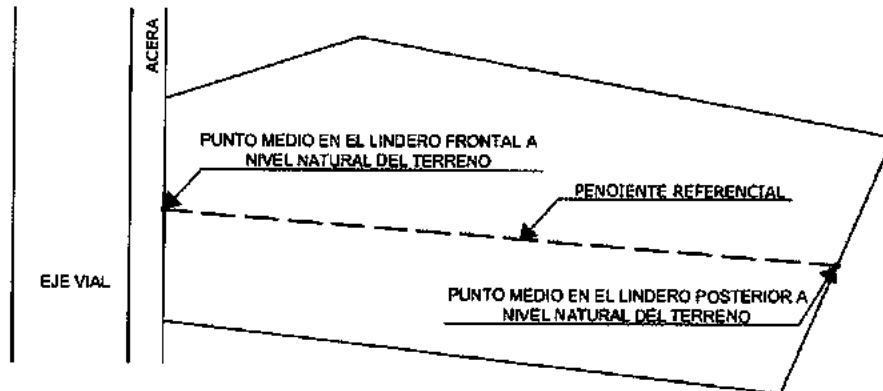 ACERA
PUNTO MEDIO EN EL LINDERO FRONTAL A
NIVEL NATURAL DEL TERRENO
PENDIENTE REFERENCIAL
EJE VIAL
PUNTO MEDIO EN EL LINDERO POSTERIOR A
NIVEL NATURAL DEL TERRENO